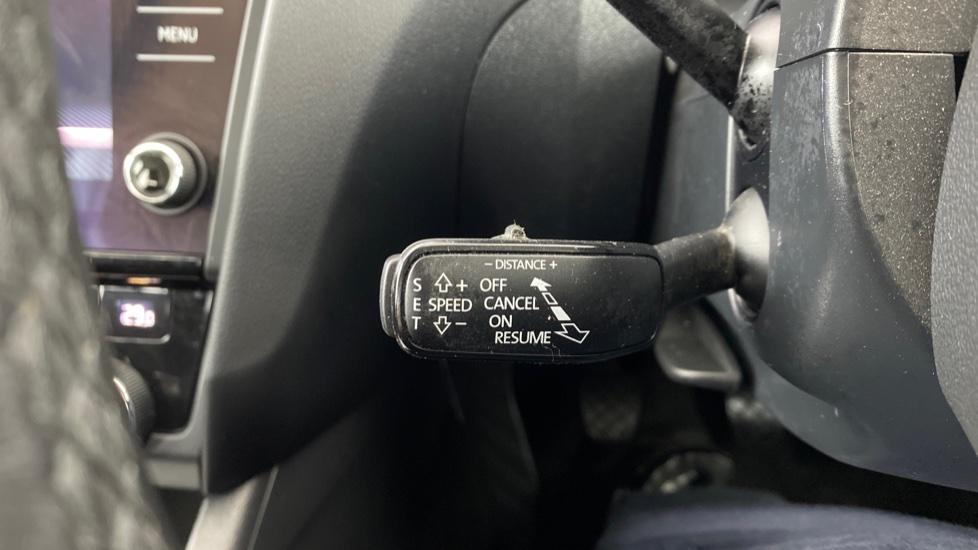 MENU
− DISTANCE +
S + OFF
E SPEED CANCEL
T − ON
RESUME